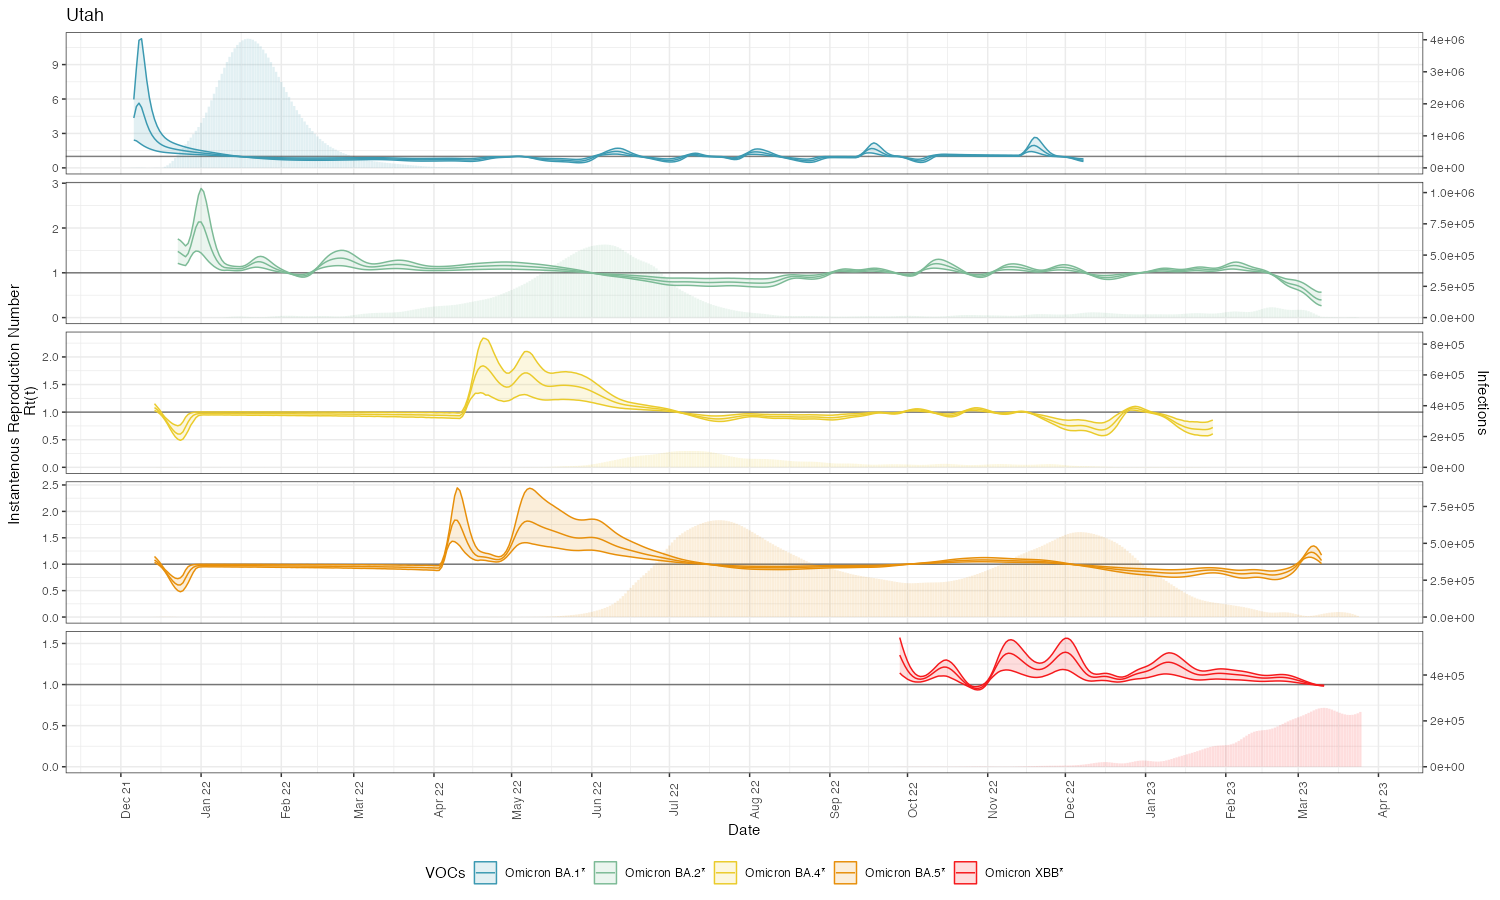 Utah
Instantenous Reproduction Number
Rt(t)
9
6
3
0
4e+06
3e+06
2e+06
1e+06
0e+00
3
2
1
0
1.0e+06
7.5e+05
5.0e+05
2.5e+05
0.0e+00
2.0
1.5
1.0
0.5
0.0
8e+05
6e+05
4e+05
2e+05
0e+00
2.5
2.0
1.5
1.0
0.5
0.0
7.5e+05
5.0e+05
2.5e+05
0.0e+00
1.5
1.0
0.5
0.0
4e+05
2e+05
0e+00
Infections
Dec 21
Jan 22
Feb 22
Mar 22
Apr 22
May 22
Jun 22
Jul 22
Aug 22
Sep 22
Oct 22
Nov 22
Dec 22
Jan 23
Feb 23
Mar 23
Apr 23
Date
VOCs Omicron BA.1* Omicron BA.2* Omicron BA.4* Omicron BA.5* Omicron XBB*